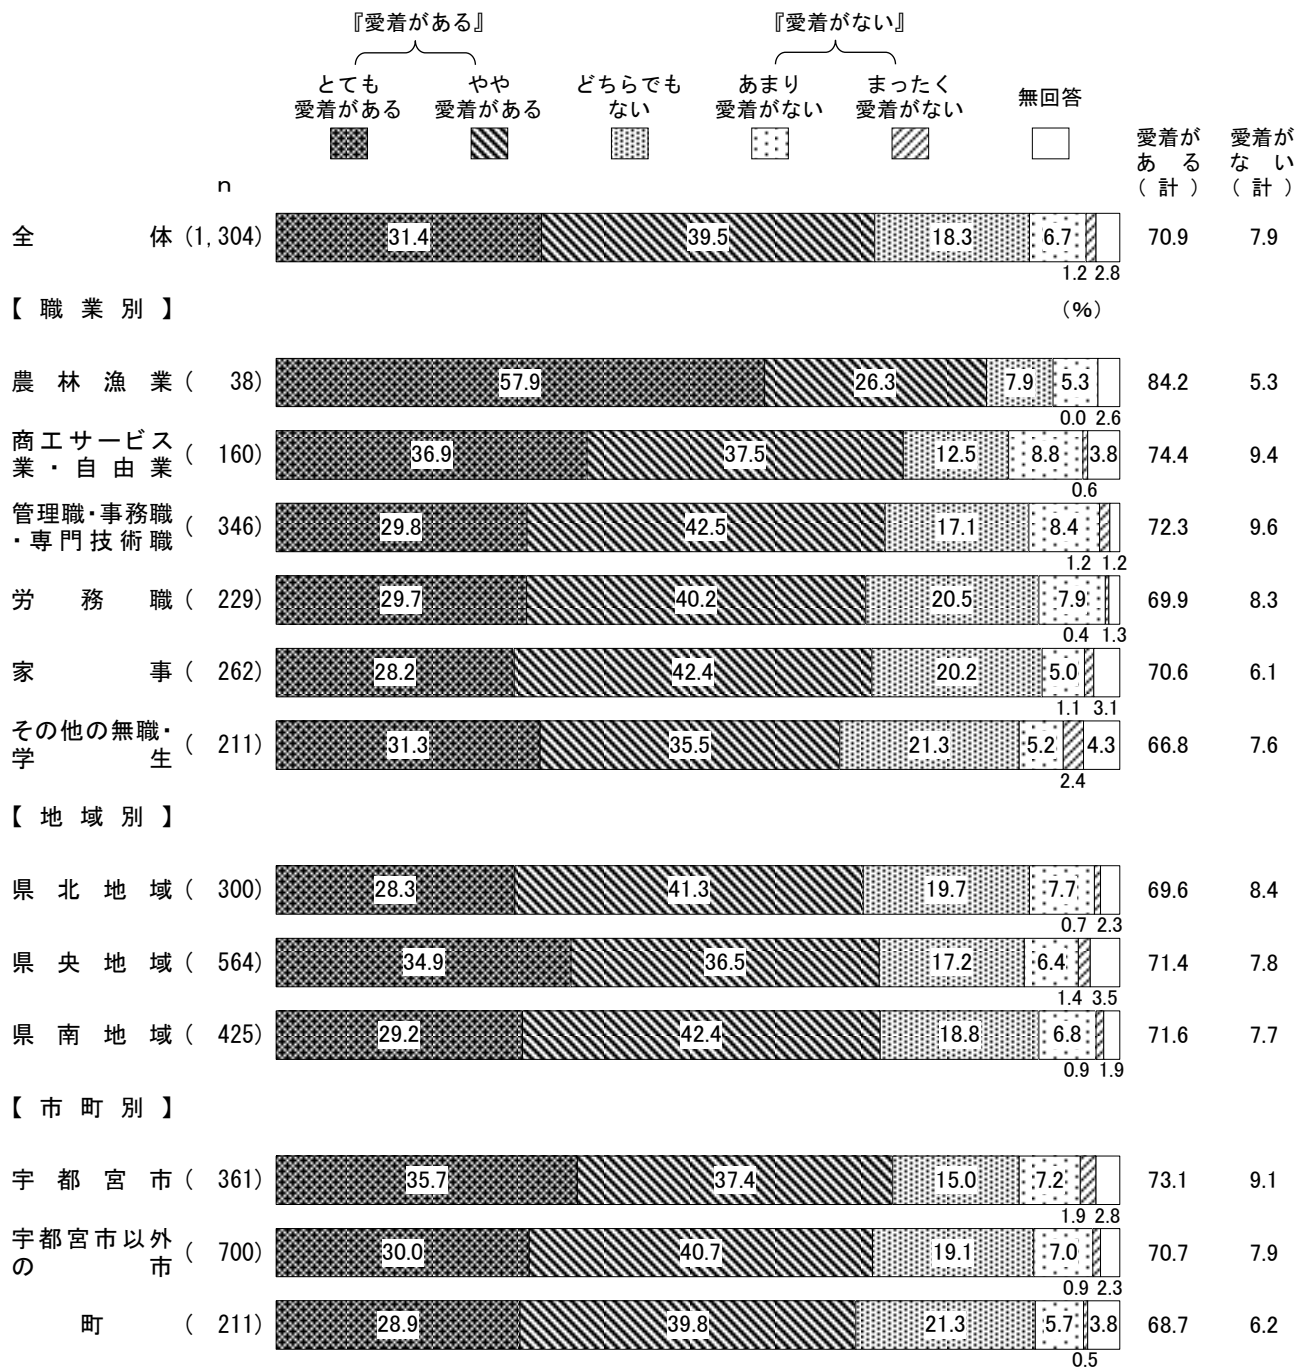 『愛着がある』 『愛着がない』
とても やや どちらでも あまり まったく 無回答
愛着がある 愛着がある ない 愛着がない 愛着がない
愛着が 愛着が
ある ない
(計) (計)
n
全体 (1,304) 31.4 39.5 18.3 6.7 70.9 7.9
1.2 2.8
【職業別】 (%)
農林漁業 ( 38) 57.9 26.3 7.9 5.3 84.2 5.3
0.0 2.6
商工サービス
業・自由業 ( 160) 36.9 37.5 12.5 8.8 3.8 74.4 9.4
0.6
管理職・事務職
・専門技術職 ( 346) 29.8 42.5 17.1 8.4 72.3 9.6
1.2 1.2
労務職 ( 229) 29.7 40.2 20.5 7.9 69.9 8.3
0.4 1.3
家事 ( 262) 28.2 42.4 20.2 5.0 70.6 6.1
1.1 3.1
その他の無職・
学生 ( 211) 31.3 35.5 21.3 5.2 4.3 66.8 7.6
2.4
【地域別】
県北地域 ( 300) 28.3 41.3 19.7 7.7 69.6 8.4
0.7 2.3
県央地域 ( 564) 34.9 36.5 17.2 6.4 71.4 7.8
1.4 3.5
県南地域 ( 425) 29.2 42.4 18.8 6.8 71.6 7.7
0.9 1.9
【市町別】
宇都宮市 ( 361) 35.7 37.4 15.0 7.2 73.1 9.1
1.9 2.8
宇都宮市以外
の市 ( 700) 30.0 40.7 19.1 7.0 70.7 7.9
0.9 2.3
町 ( 211) 28.9 39.8 21.3 5.7 3.8 68.7 6.2
0.5